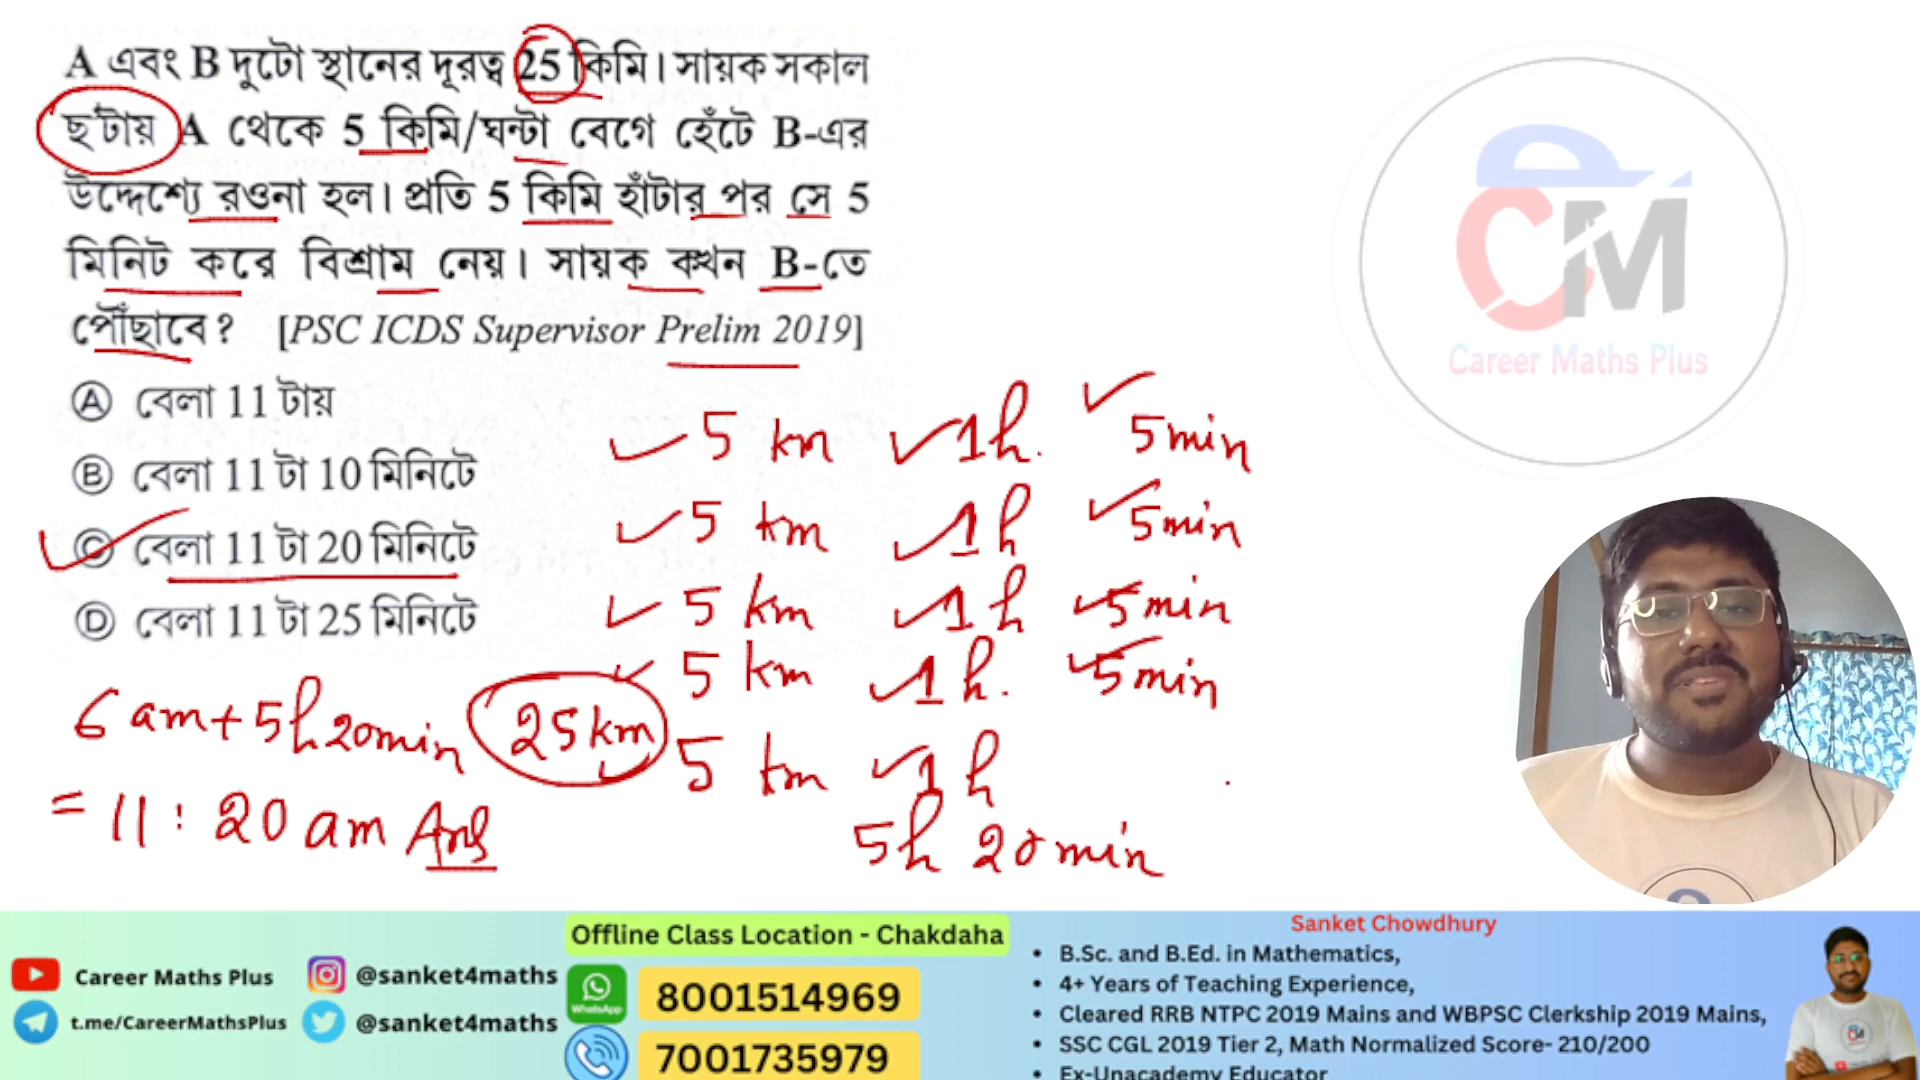 A এবং B দুটো স্থানের দূরত্ব 25 কিমি। সায়ক সকাল
ছ'টায় A থেকে 5 কিমি/ঘন্টা বেগে হেঁটে B-এর
উদ্দেশ্যে রওনা হল। প্রতি 5 কিমি হাঁটার পর সে 5
মিনিট করে বিশ্রাম নেয়। সায়ক কখন B-তে
পৌঁছাবে? [PSC ICDS Supervisor Prelim 2019]
Ⓐ বেলা 11 টায়
Ⓑ বেলা 11 টা 10 মিনিটে
Ⓒ বেলা 11 টা 20 মিনিটে
Ⓓ বেলা 11 টা 25 মিনিটে
5 km 1h. 5min
5 km 1h 5min
5 km 1h 5min
5 km 1h. 5min
25km 5 km 1h
5h 20min
6 am + 5h 20min
= 11:20 am Ans
e
CM
Career Maths Plus
Career Maths Plus
@sanket4maths
t.me/CareerMathsPlus
@sanket4maths
Offline Class Location - Chakdaha
WhatsApp
8001514969
7001735979
Sanket Chowdhury
• B.Sc. and B.Ed. in Mathematics,
• 4+ Years of Teaching Experience,
• Cleared RRB NTPC 2019 Mains and WBPSC Clerkship 2019 Mains,
• SSC CGL 2019 Tier 2, Math Normalized Score- 210/200
• Ex-Unacademy Educator